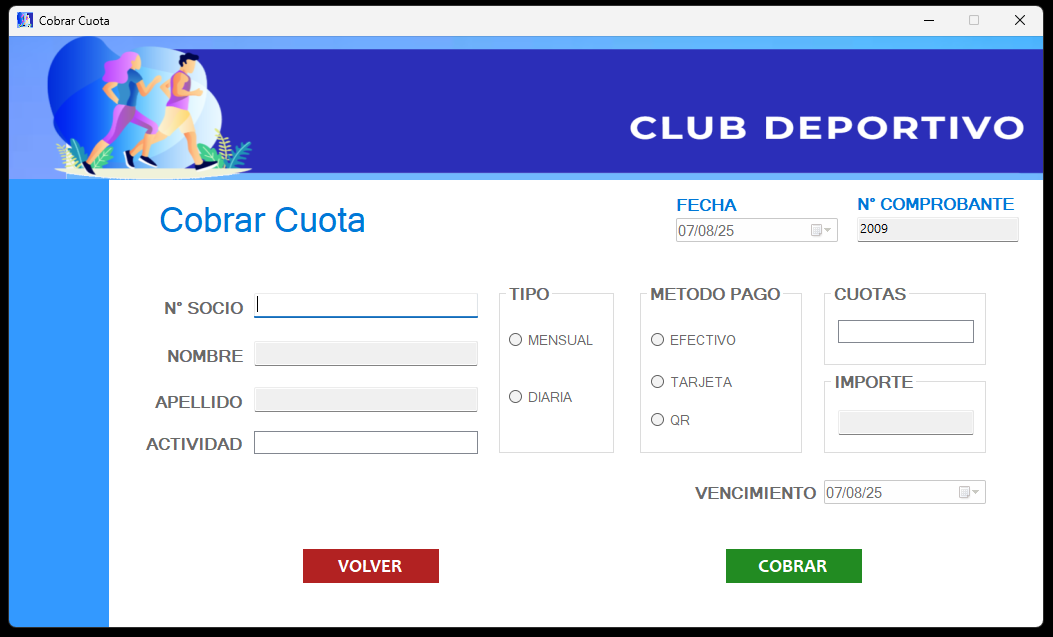 Cobrar Cuota
CLUB DEPORTIVO
Cobrar Cuota
FECHA
07/08/25
N° COMPROBANTE
2009
N° SOCIO
NOMBRE
APELLIDO
ACTIVIDAD
TIPO
MENSUAL
DIARIA
METODO PAGO
EFECTIVO
TARJETA
QR
CUOTAS
IMPORTE
VENCIMIENTO 07/08/25
VOLVER
COBRAR